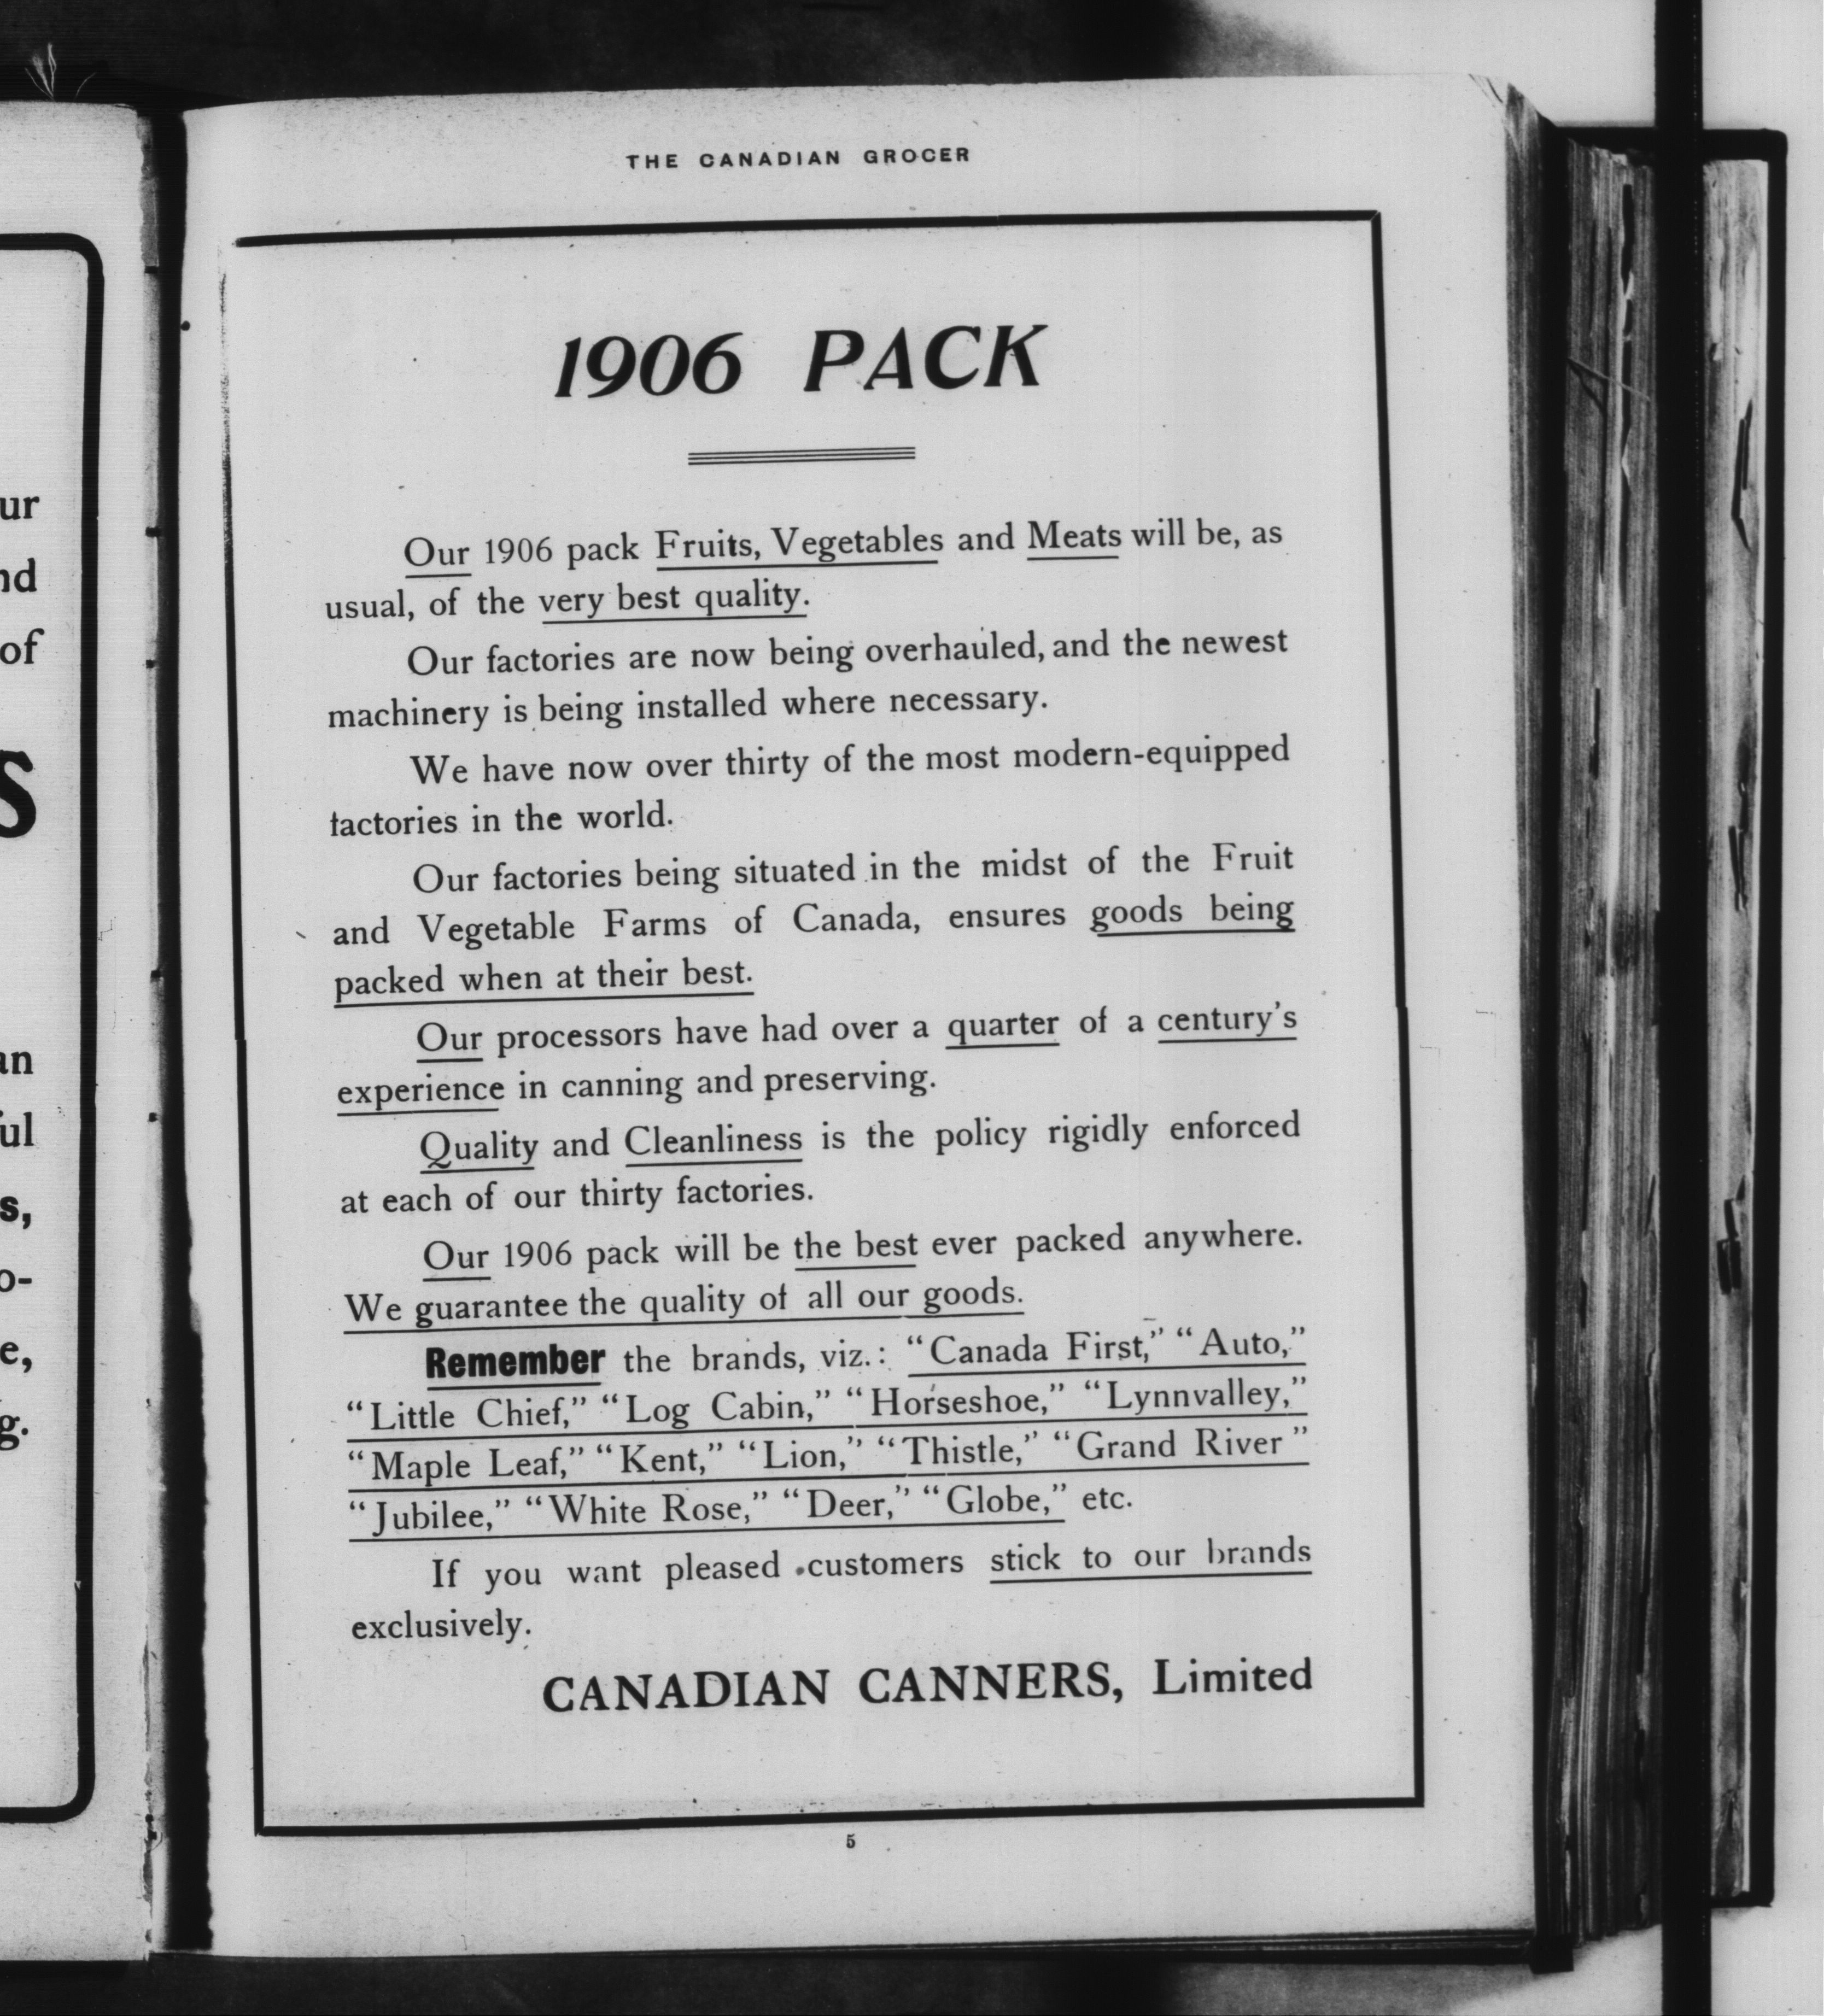 THE CANADIAN GROCER
1906 PACK
Our 1906 pack Fruits, Vegetables and Meats will be, as
usual, of the very best quality.
Our factories are now being overhauled, and the newest
machinery is being installed where necessary.
We have now over thirty of the most modern-equipped
factories in the world.
Our factories being situated in the midst of the Fruit
and Vegetable Farms of Canada, ensures goods being
packed when at their best.
Our processors have had over a quarter of a century's
experience in canning and preserving.
Quality and Cleanliness is the policy rigidly enforced
at each of our thirty factories.
Our 1906 pack will be the best ever packed anywhere.
We guarantee the quality of all our goods.
Remember the brands, viz.: "Canada First," "Auto,"
"Little Chief," "Log Cabin," "Horseshoe," "Lynnvalley,"
"Maple Leaf," "Kent," "Lion," "Thistle," "Grand River"
"Jubilee," "White Rose," "Deer," "Globe," etc.
If you want pleased customers stick to our brands
exclusively.
CANADIAN CANNERS, Limited
5